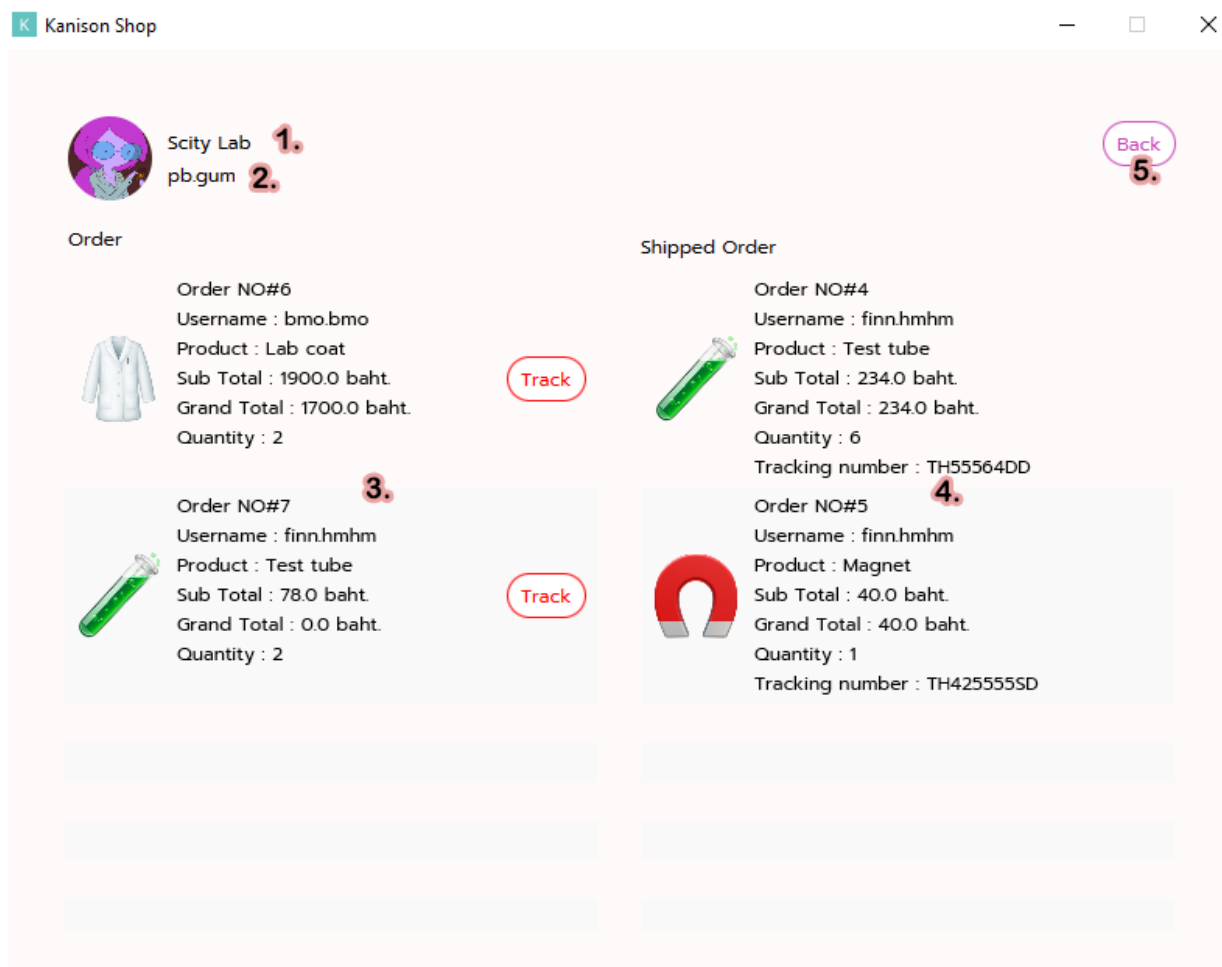 K Kanison Shop
Scity Lab 1.
pb.gum 2.
Back
5.
Order
Order NO#6
Username : bmo.bmo
Product : Lab coat
Sub Total : 1900.0 baht.
Grand Total : 1700.0 baht.
Quantity : 2
Track
3.
Order NO#7
Username : finn.hmhm
Product : Test tube
Sub Total : 78.0 baht.
Grand Total : 0.0 baht.
Quantity : 2
Track
Shipped Order
Order NO#4
Username : finn.hmhm
Product : Test tube
Sub Total : 234.0 baht.
Grand Total : 234.0 baht.
Quantity : 6
Tracking number : TH55564DD
4.
Order NO#5
Username : finn.hmhm
Product : Magnet
Sub Total : 40.0 baht.
Grand Total : 40.0 baht.
Quantity : 1
Tracking number : TH425555SD